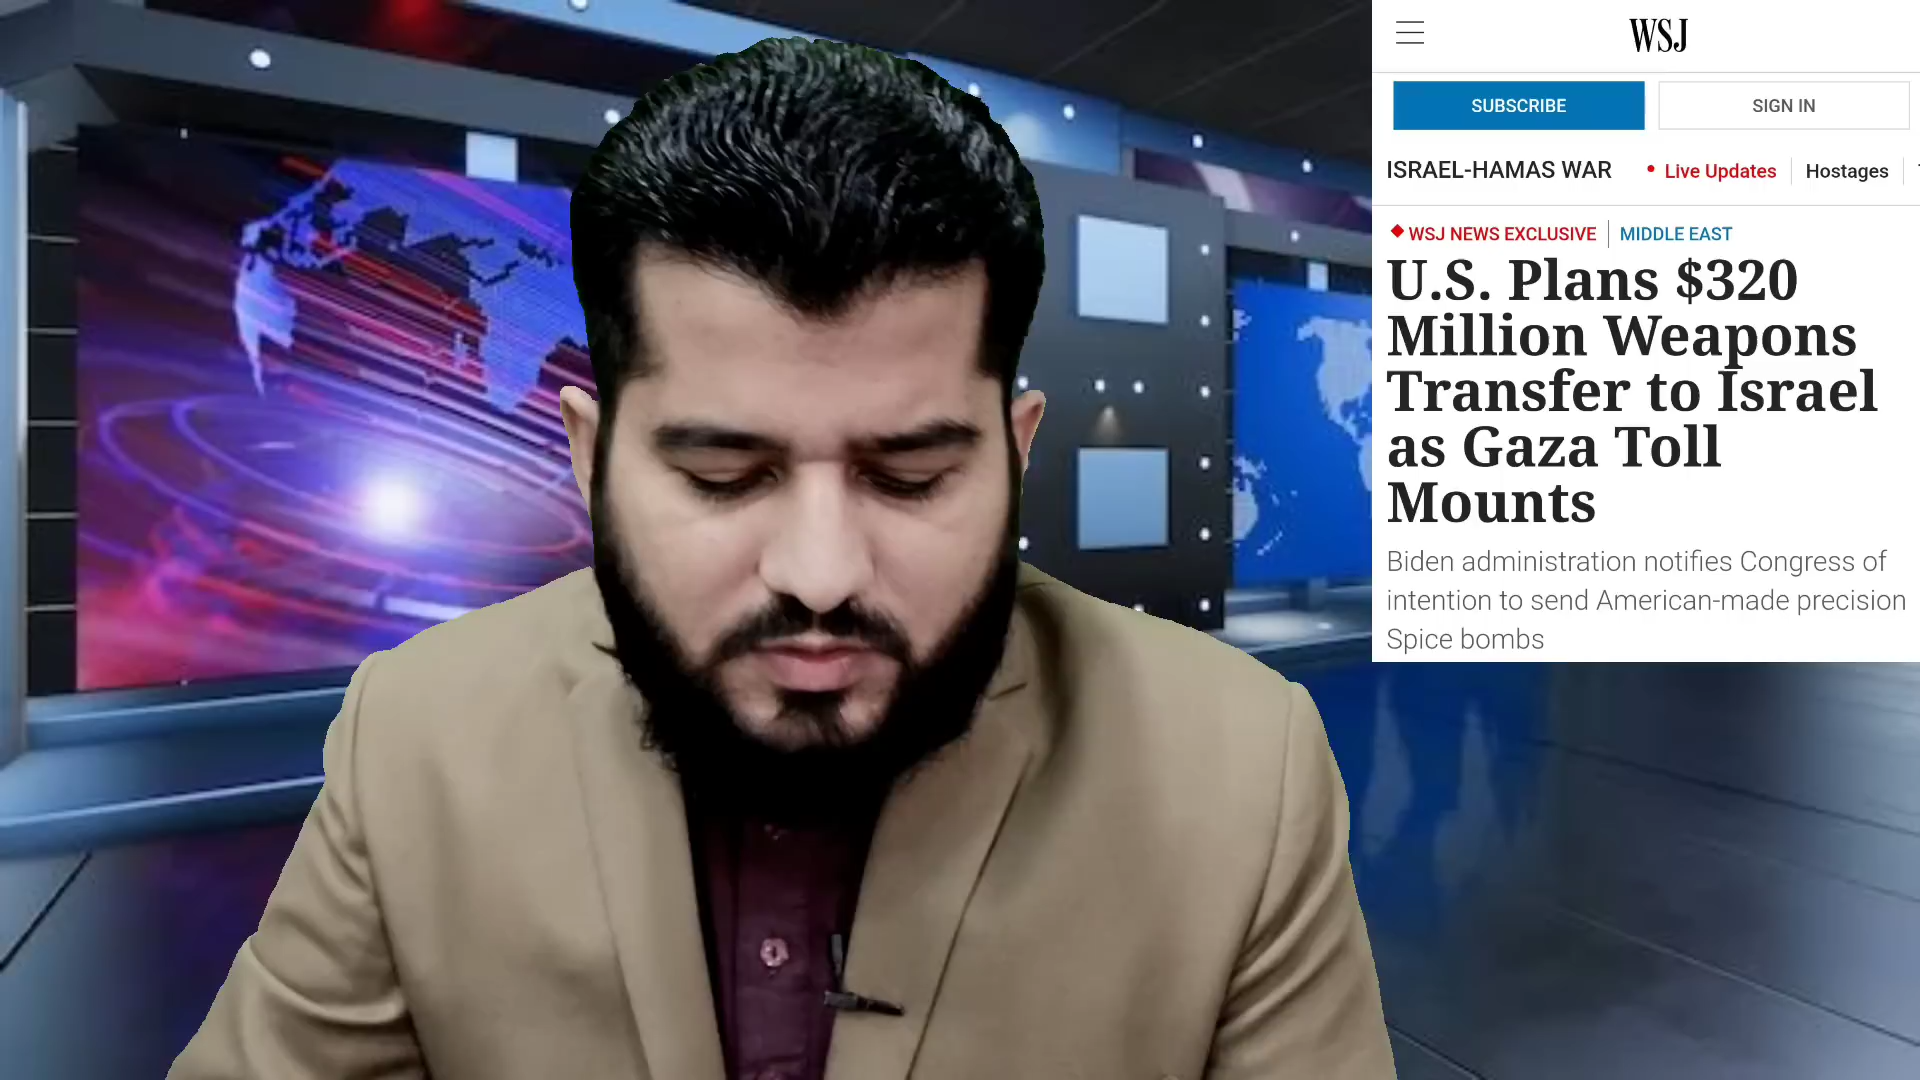 WSJ
SUBSCRIBE
SIGN IN
ISRAEL-HAMAS WAR
Live Updates
Hostages
WSJ NEWS EXCLUSIVE
MIDDLE EAST
U.S. Plans $320
Million Weapons
Transfer to Israel
as Gaza Toll
Mounts
Biden administration notifies Congress of
intention to send American-made precision
Spice bombs